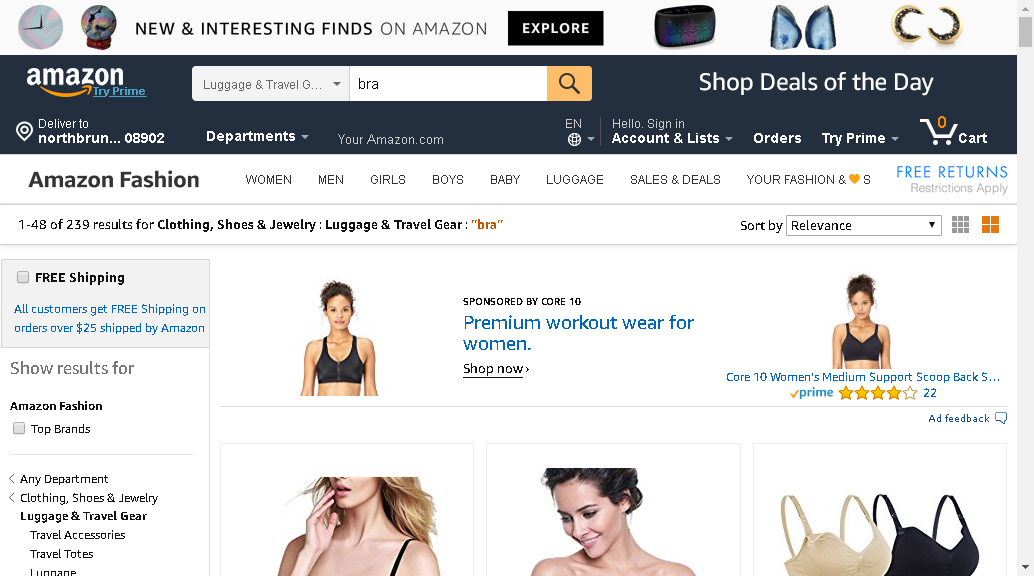 NEW & INTERESTING FINDS ON AMAZON EXPLORE
amazon
Try Prime
Luggage & Travel G...
bra
Shop Deals of the Day
Deliver to
northbrun... 08902
Departments
Your Amazon.com
EN
Hello. Sign in
Account & Lists
Orders
Try Prime
0
Cart
Amazon Fashion
WOMEN MEN GIRLS BOYS BABY LUGGAGE SALES & DEALS YOUR FASHION & 🧡 S
FREE RETURNS
Restrictions Apply
1-48 of 239 results for Clothing, Shoes & Jewelry : Luggage & Travel Gear : "bra"
Sort by Relevance
FREE Shipping
All customers get FREE Shipping on
orders over $25 shipped by Amazon
Show results for
Amazon Fashion
Top Brands
Any Department
Clothing, Shoes & Jewelry
Luggage & Travel Gear
Travel Accessories
Travel Totes
Luggage
SPONSORED BY CORE 10
Premium workout wear for
women.
Shop now ›
Core 10 Women's Medium Support Scoop Back S...
prime 22
Ad feedback